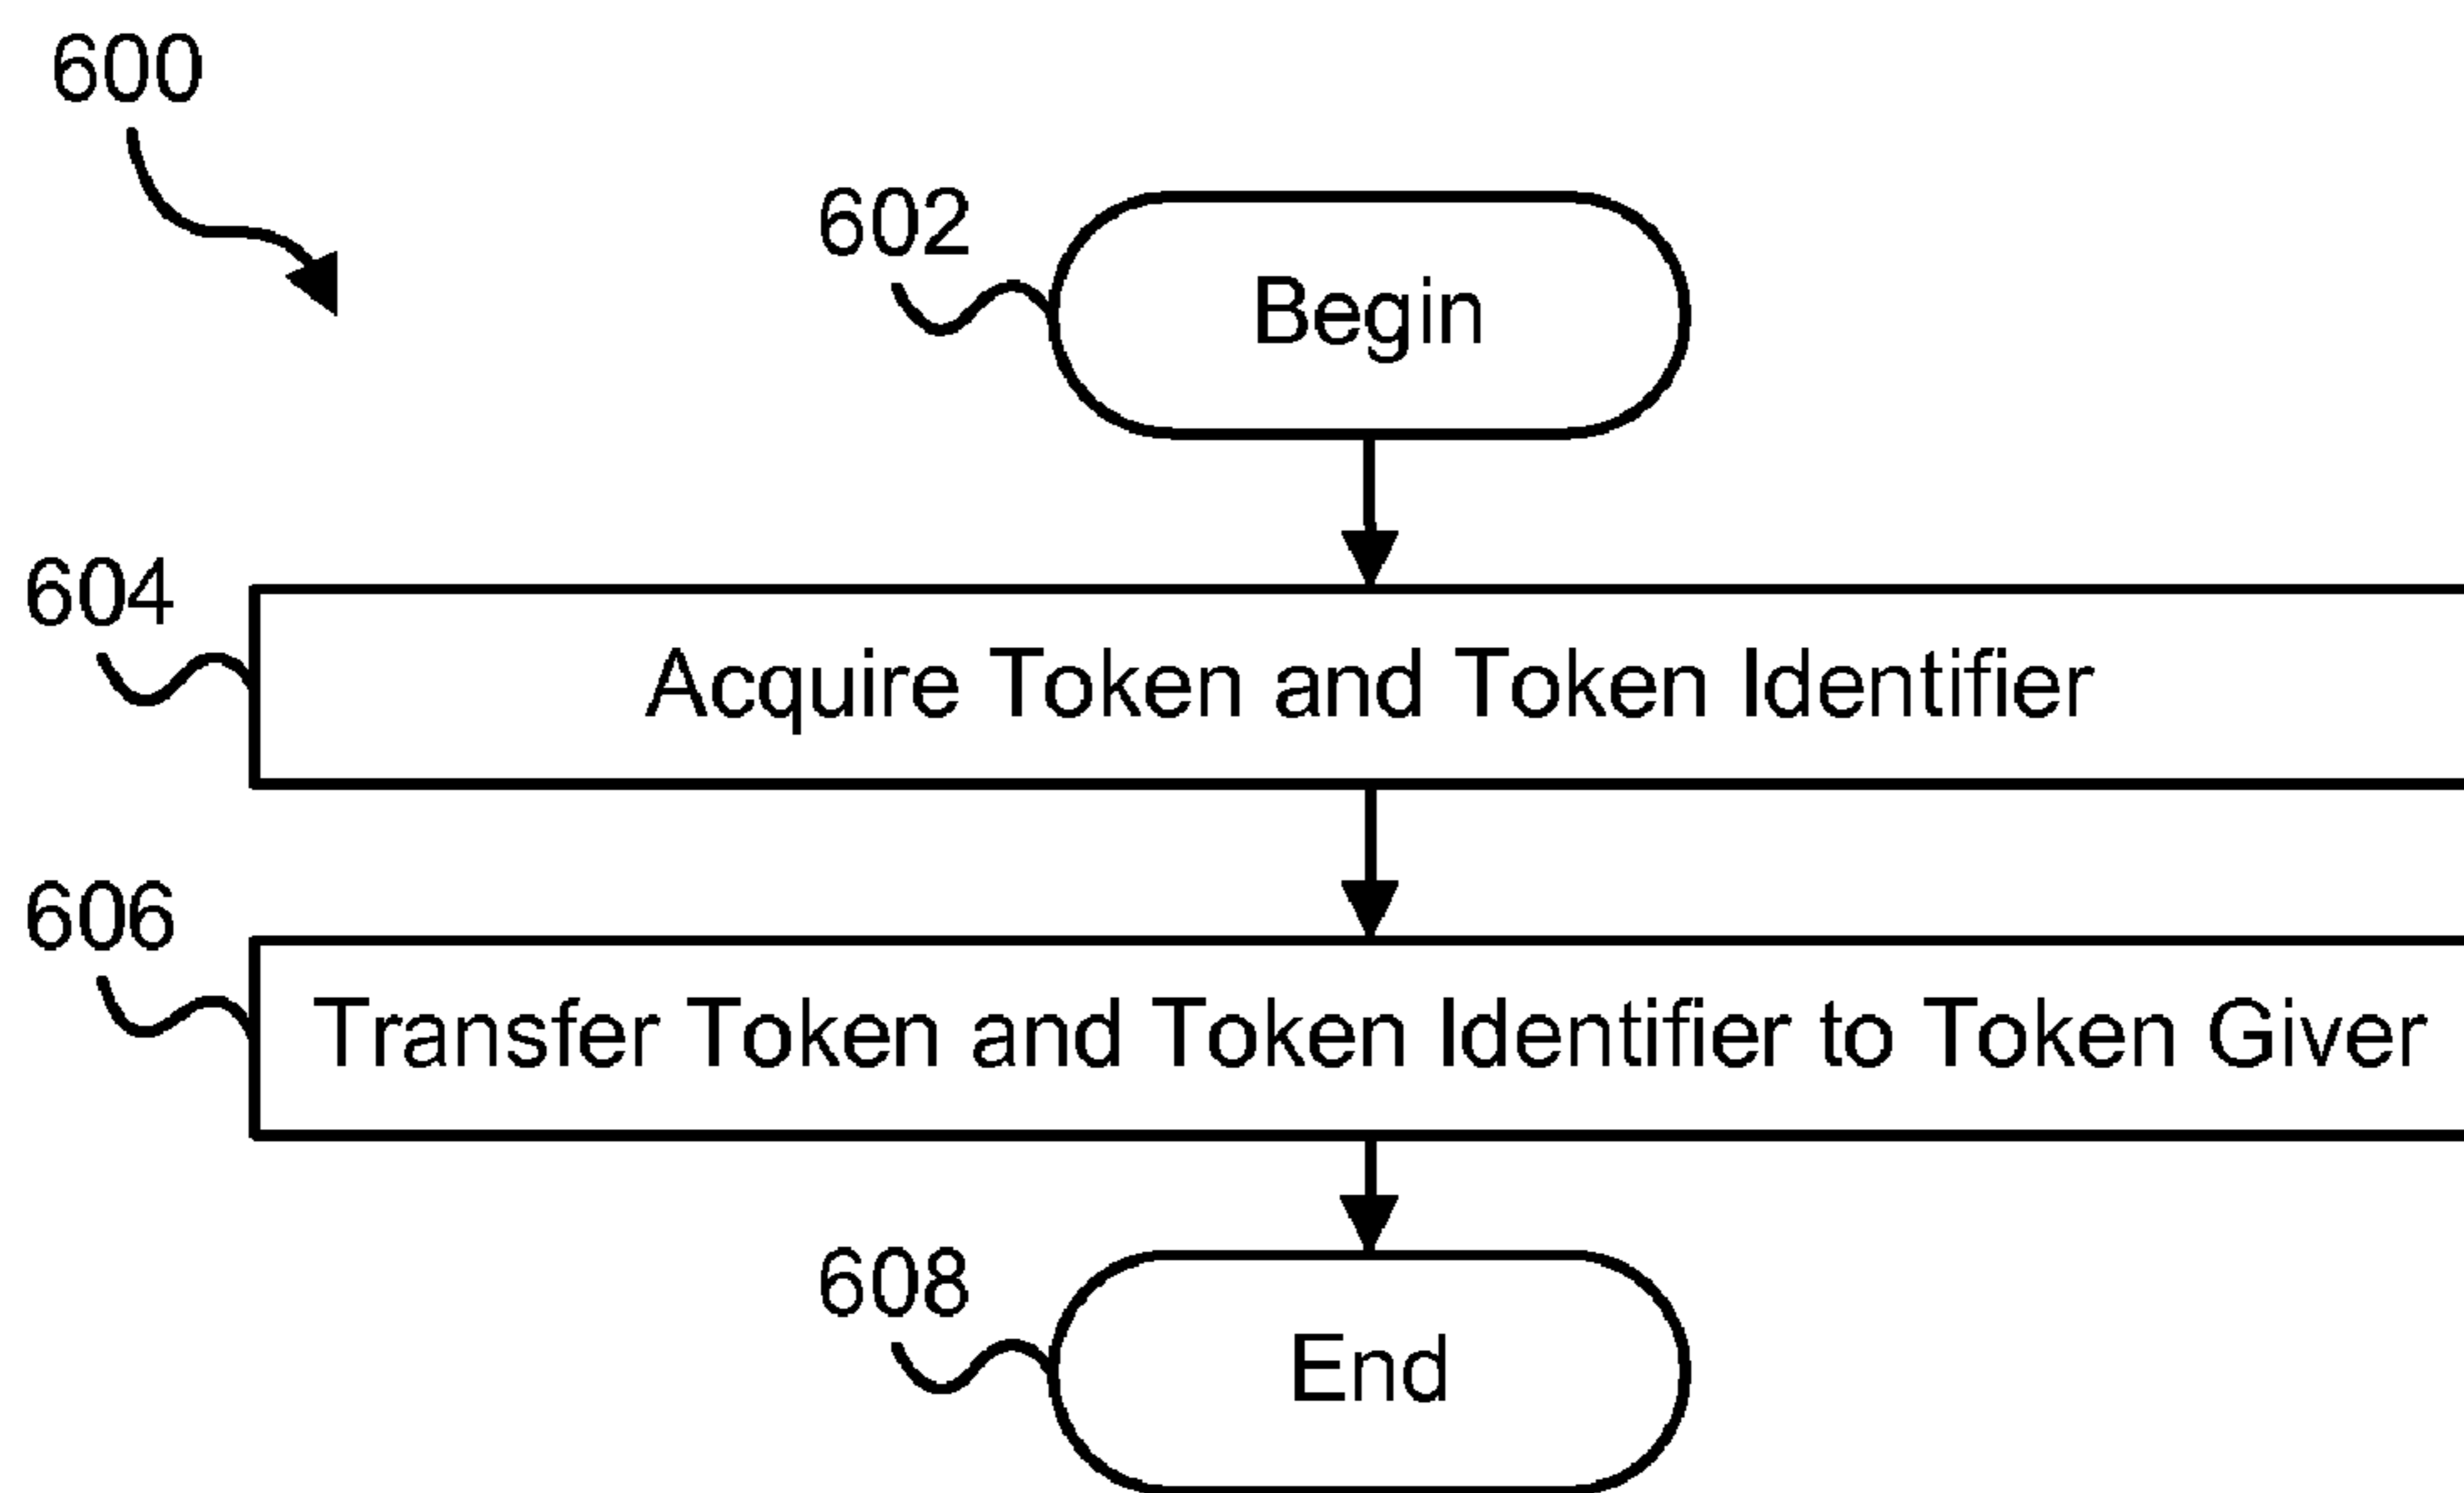 600
602
Begin
604
Acquire Token and Token Identifier
606
Transfer Token and Token Identifier to Token Giver
608
End